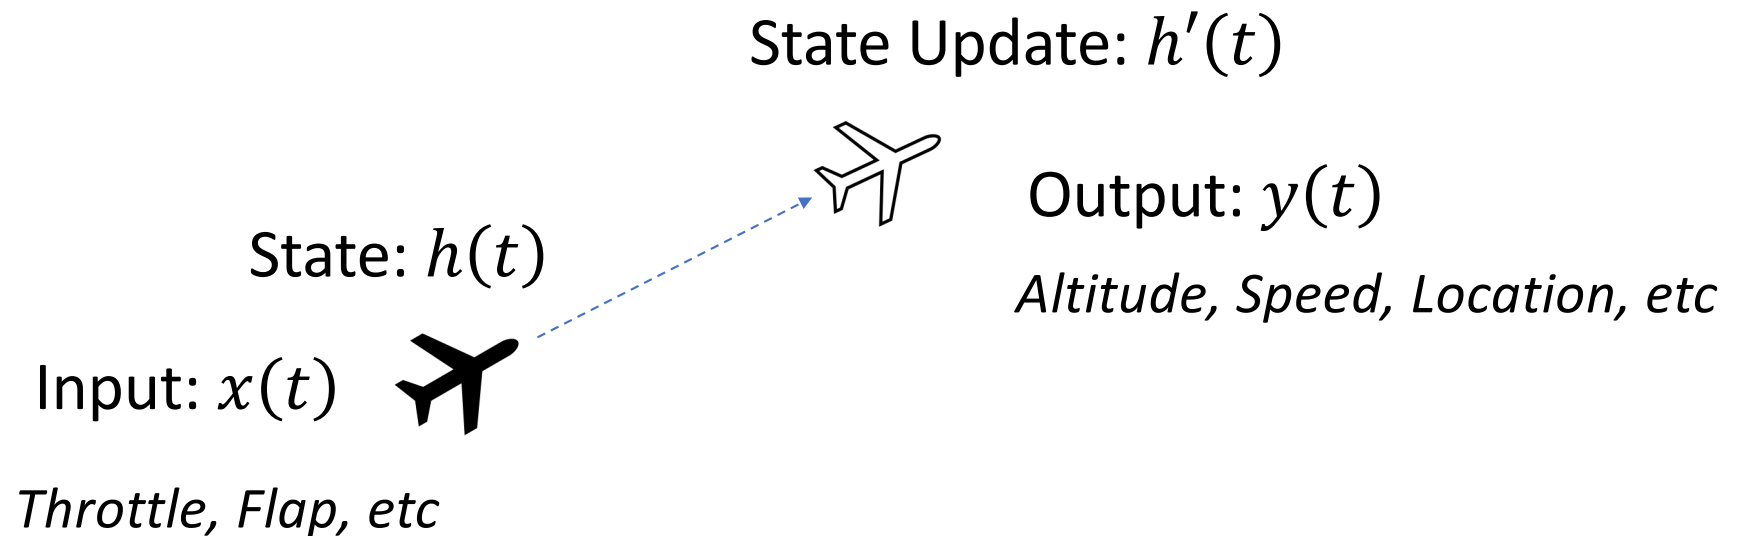 State Update: h′(t)
Output: y(t)
Altitude, Speed, Location, etc
State: h(t)
Input: x(t)
Throttle, Flap, etc